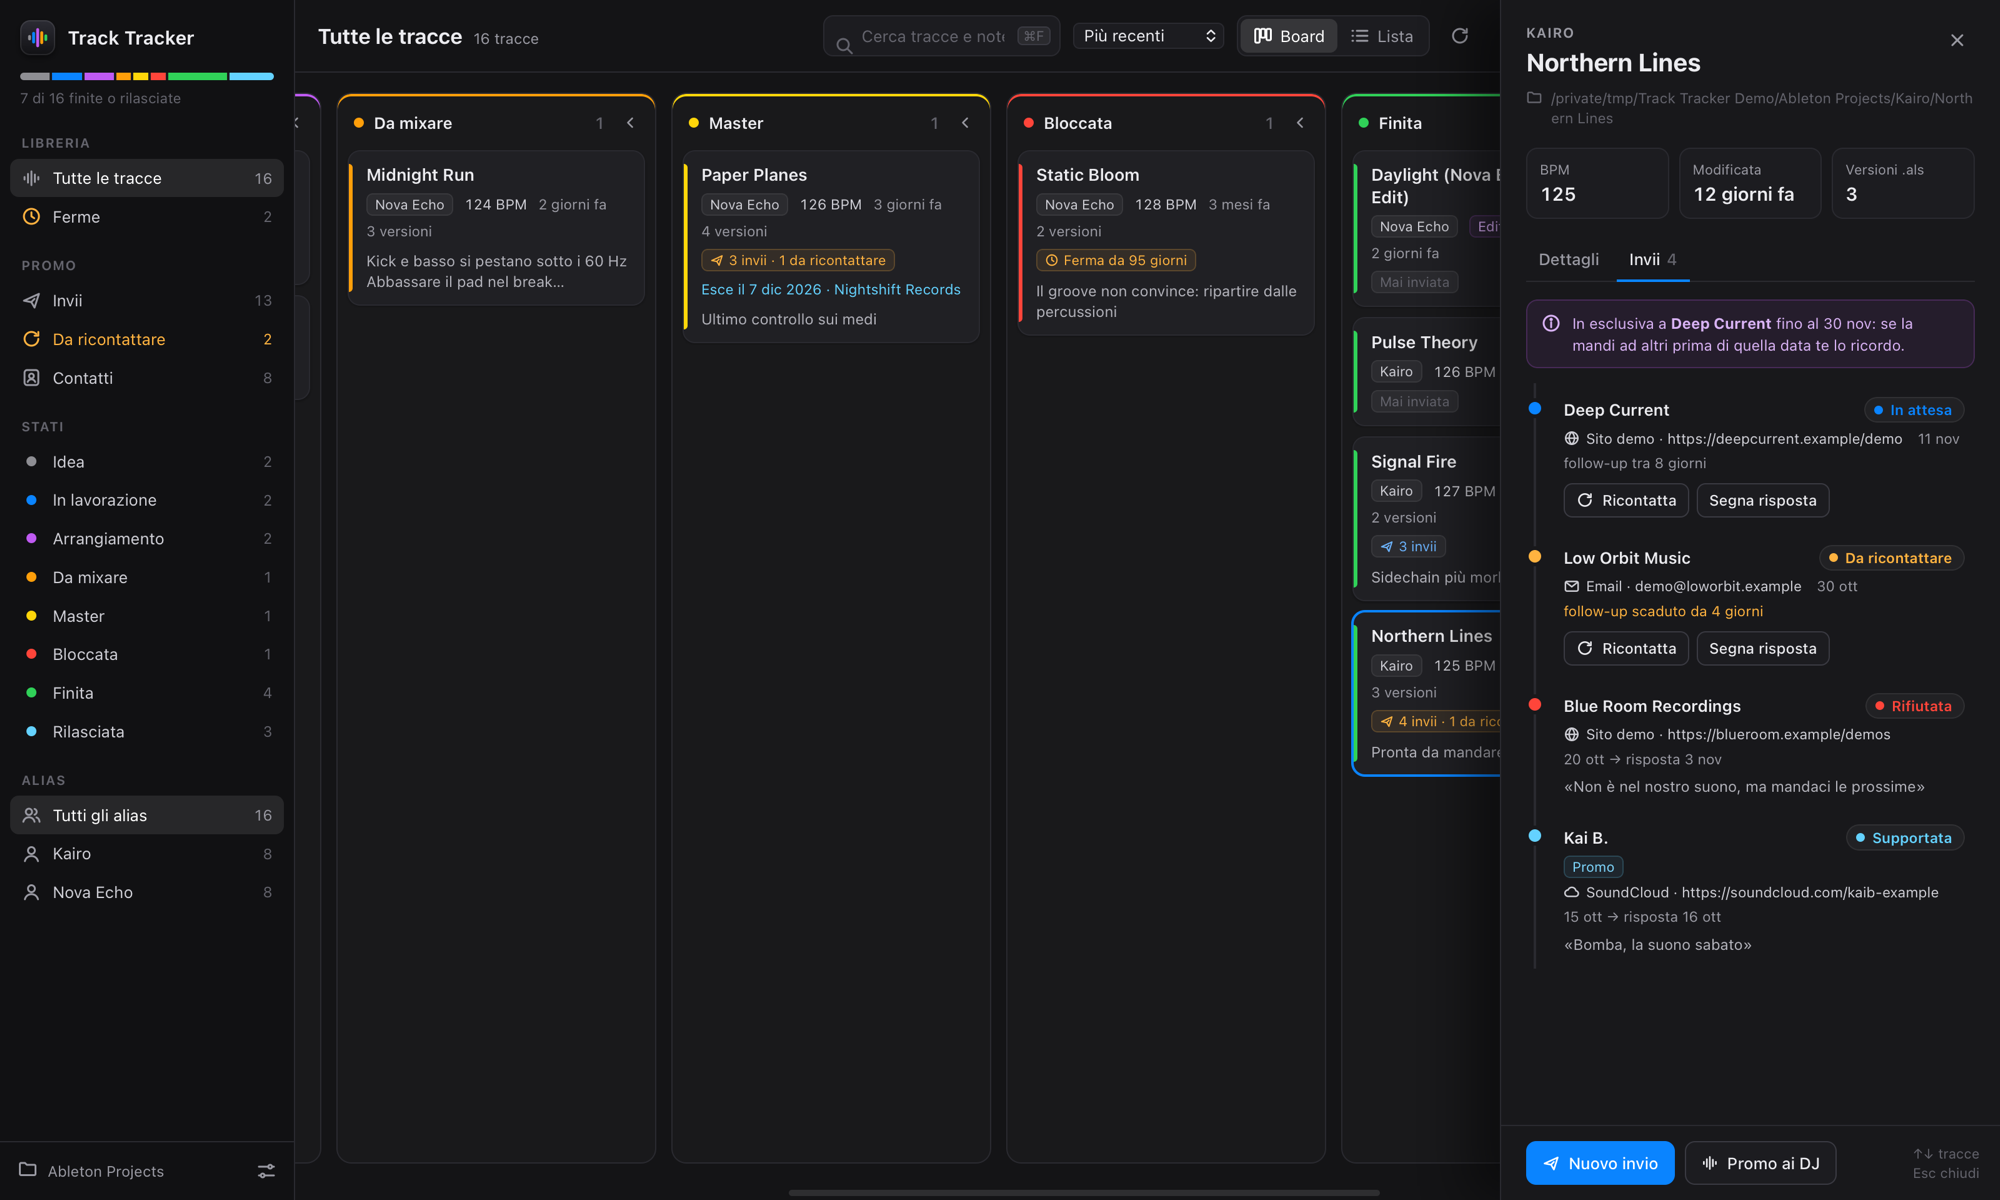 Track Tracker
7 di 16 finite o rilasciate
LIBRERIA
Tutte le tracce 16
Ferme 2
PROMO
Invii 13
Da ricontattare 2
Contatti 8
STATI
Idea 2
In lavorazione 2
Arrangiamento 2
Da mixare 1
Master 1
Bloccata 1
Finita 4
Rilasciata 3
ALIAS
Tutti gli alias 16
Kairo 8
Nova Echo 8
Ableton Projects
Tutte le tracce 16 tracce
Cerca tracce e note ⌘F
Più recenti
Board
Lista
Da mixare 1
Midnight Run
Nova Echo 124 BPM 2 giorni fa
3 versioni
Kick e basso si pestano sotto i 60 Hz
Abbassare il pad nel break...
Master 1
Paper Planes
Nova Echo 126 BPM 3 giorni fa
4 versioni
3 invii · 1 da ricontattare
Esce il 7 dic 2026 · Nightshift Records
Ultimo controllo sui medi
Bloccata 1
Static Bloom
Nova Echo 128 BPM 3 mesi fa
2 versioni
Ferma da 95 giorni
Il groove non convince: ripartire dalle
percussioni
Finita
Daylight (Nova
Edit)
Nova Echo
2 giorni fa
Mai inviata
Pulse Theory
Kairo 126 BPM
Mai inviata
Signal Fire
Kairo 127 BPM
2 versioni
3 invii
Sidechain più
Northern Lines
Kairo 125 BPM
3 versioni
4 invii · 1 da
Pronta da mandare
KAIRO
Northern Lines
/private/tmp/Track Tracker Demo/Ableton Projects/Kairo/North
ern Lines
BPM
125
Modificata
12 giorni fa
Versioni .als
3
Dettagli
Invii 4
In esclusiva a Deep Current fino al 30 nov: se la
mandi ad altri prima di quella data te lo ricordo.
Deep Current In attesa
Sito demo · https://deepcurrent.example/demo 11 nov
follow-up tra 8 giorni
Ricontatta Segna risposta
Low Orbit Music Da ricontattare
Email · demo@loworbit.example 30 ott
follow-up scaduto da 4 giorni
Ricontatta Segna risposta
Blue Room Recordings Rifiutata
Sito demo · https://blueroom.example/demos
20 ott → risposta 3 nov
«Non è nel nostro suono, ma mandaci le prossime»
Kai B. Supportata
Promo
SoundCloud · https://soundcloud.com/kaib-example
15 ott → risposta 16 ott
«Bomba, la suono sabato»
Nuovo invio
Promo ai DJ
↑↓ tracce
Esc chiudi